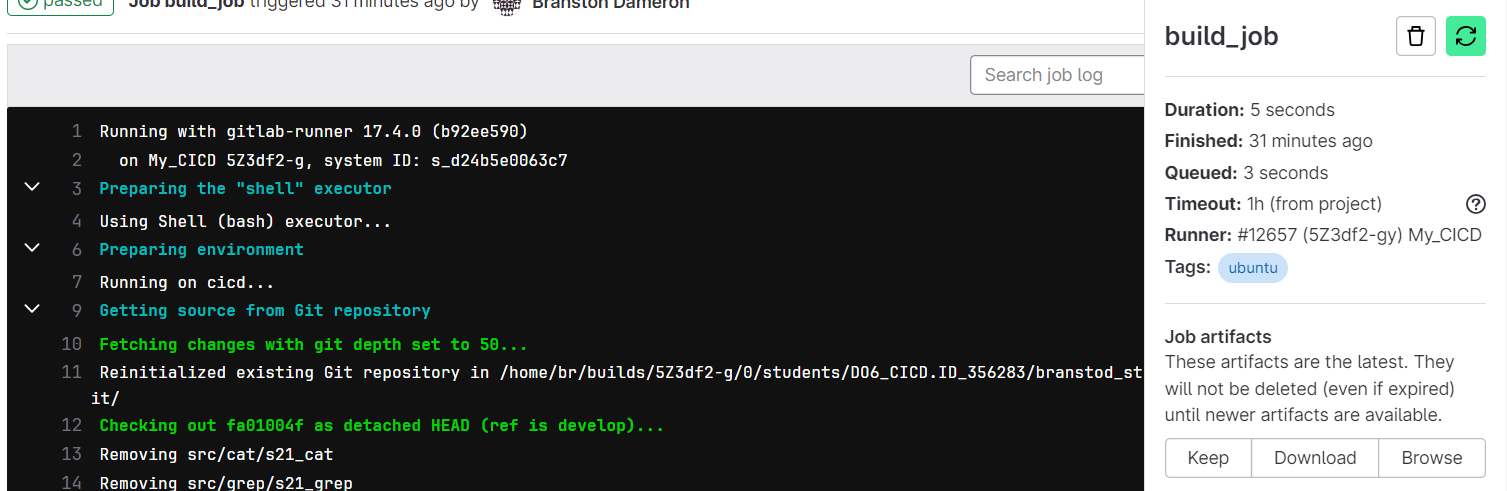 passed Job build_job triggered 31 minutes ago by Branston Dameron
Search job log
1 Running with gitlab-runner 17.4.0 (b92ee590)
2 on My_CICD 5Z3df2-g, system ID: s_d24b5e0063c7
3 Preparing the "shell" executor
4 Using Shell (bash) executor...
6 Preparing environment
7 Running on cicd...
9 Getting source from Git repository
10 Fetching changes with git depth set to 50...
11 Reinitialized existing Git repository in /home/br/builds/5Z3df2-g/0/students/DO6_CICD.ID_356283/branstod_st
it/
12 Checking out fa01004f as detached HEAD (ref is develop)...
13 Removing src/cat/s21_cat
14 Removing src/grep/s21_grep
build_job
Duration: 5 seconds
Finished: 31 minutes ago
Queued: 3 seconds
Timeout: 1h (from project)
Runner: #12657 (5Z3df2-gy) My_CICD
Tags: ubuntu
Job artifacts
These artifacts are the latest. They
will not be deleted (even if expired)
until newer artifacts are available.
Keep Download Browse